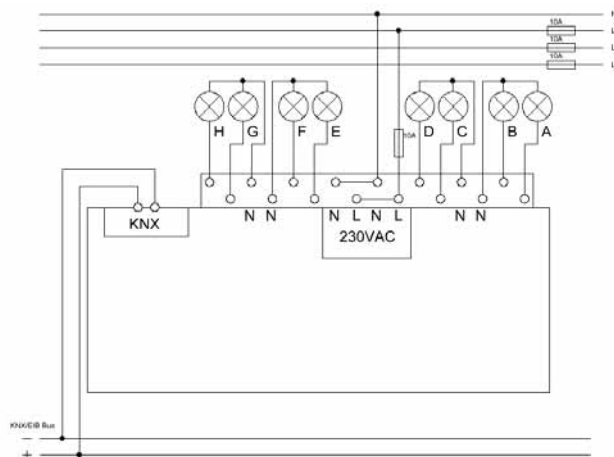 10A
10A
10A
H G F E D C B A
10A
KNX
N N N L N L N N
230VAC
KNX/EIB Bus
−
+